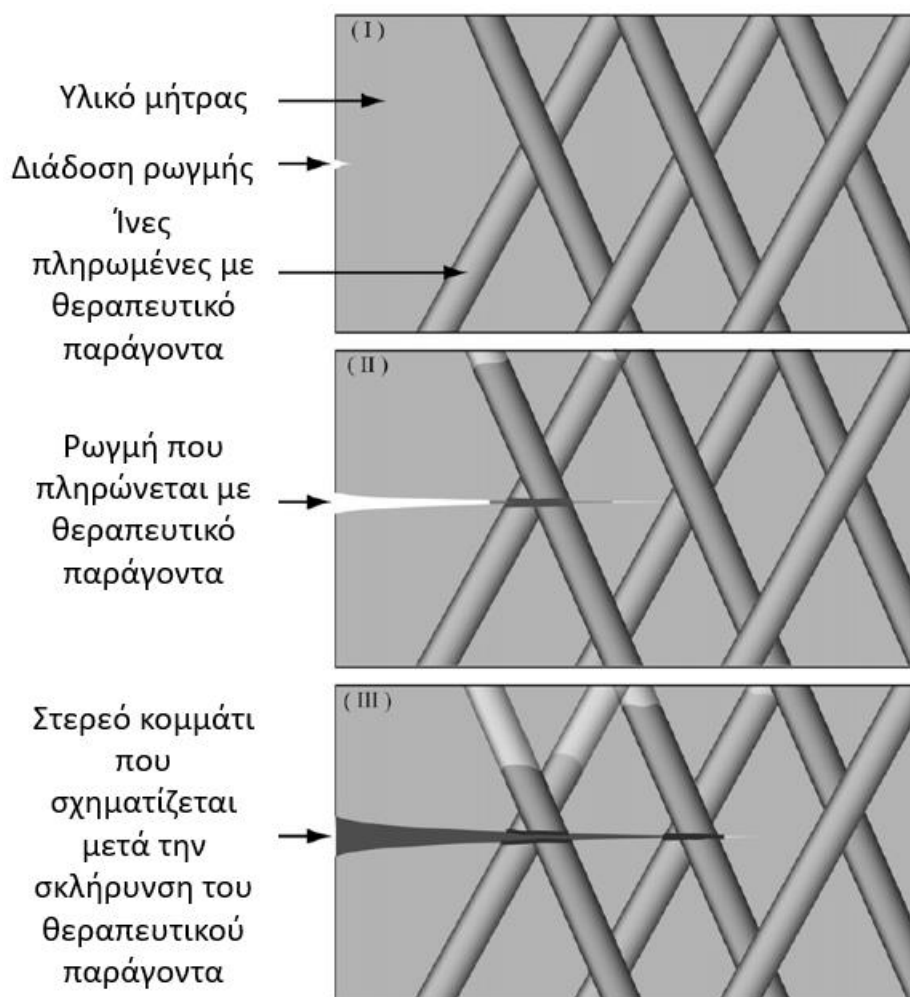 (I)
Υλικό μήτρας
Διάδοση ρωγμής
Ίνες
πληρωμένες με
θεραπευτικό
παράγοντα
(II)
Ρωγμή που
πληρώνεται με
θεραπευτικό
παράγοντα
(III)
Στερεό κομμάτι
που
σχηματίζεται
μετά την
σκλήρυνση του
θεραπευτικού
παράγοντα